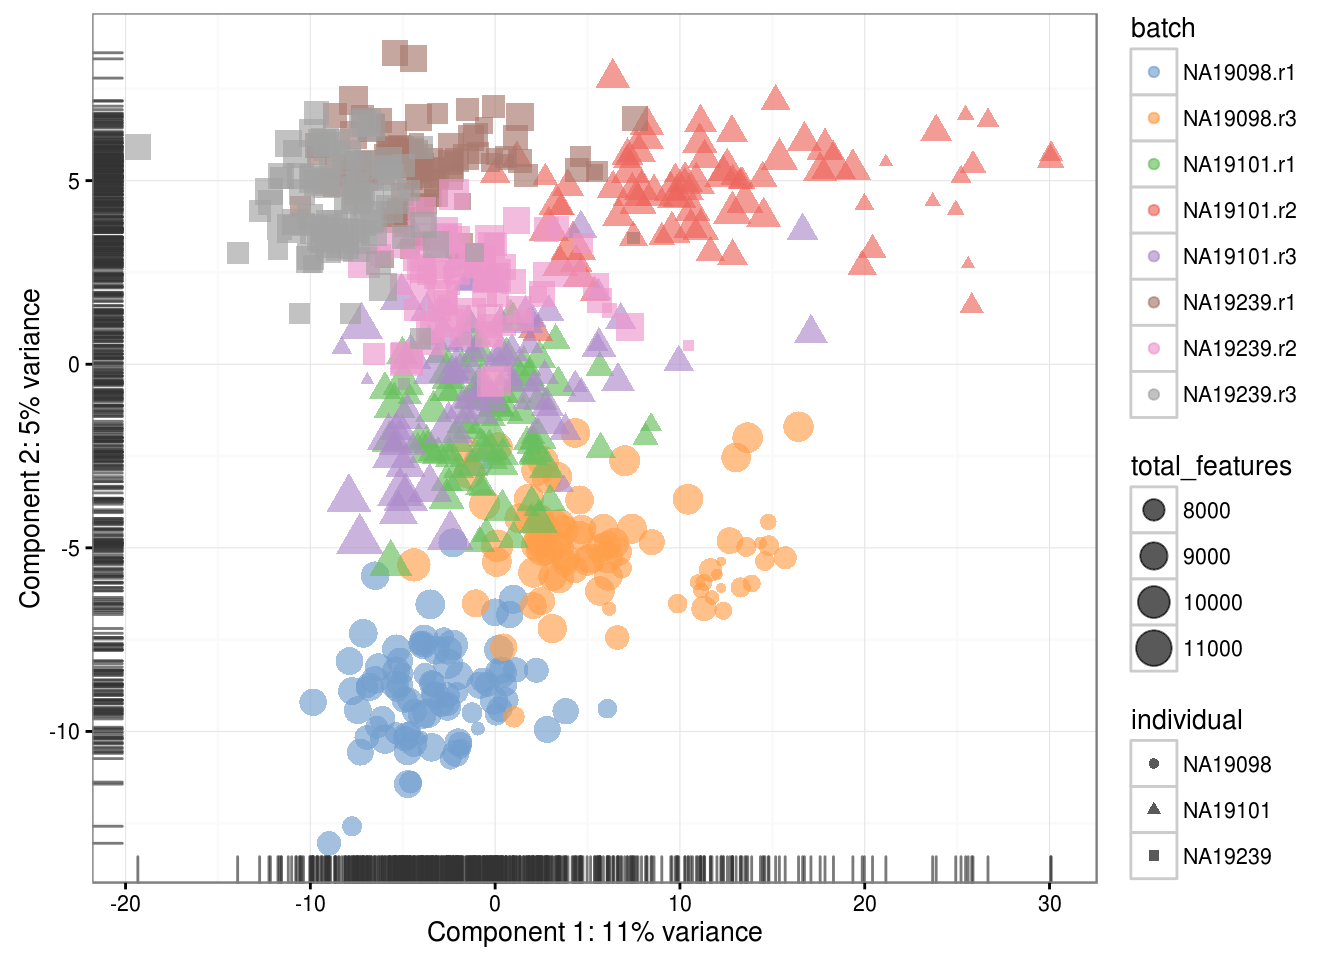 batch
NA19098.r1
NA19098.r3
NA19101.r1
NA19101.r2
NA19101.r3
NA19239.r1
NA19239.r2
NA19239.r3
total_features
8000
9000
10000
11000
individual
NA19098
NA19101
NA19239
Component 2: 5% variance
5
0
-5
-10
-20
-10
0
10
20
30
Component 1: 11% variance